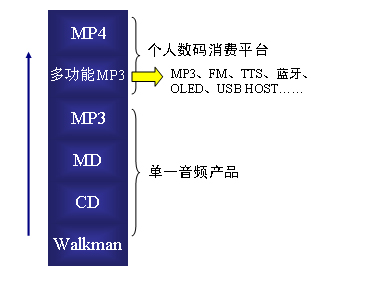 MP4
个人数码消费平台
多功能MP3
MP3、FM、TTS、蓝牙、
OLED、USB HOST……
MP3
MD
单一音频产品
CD
Walkman